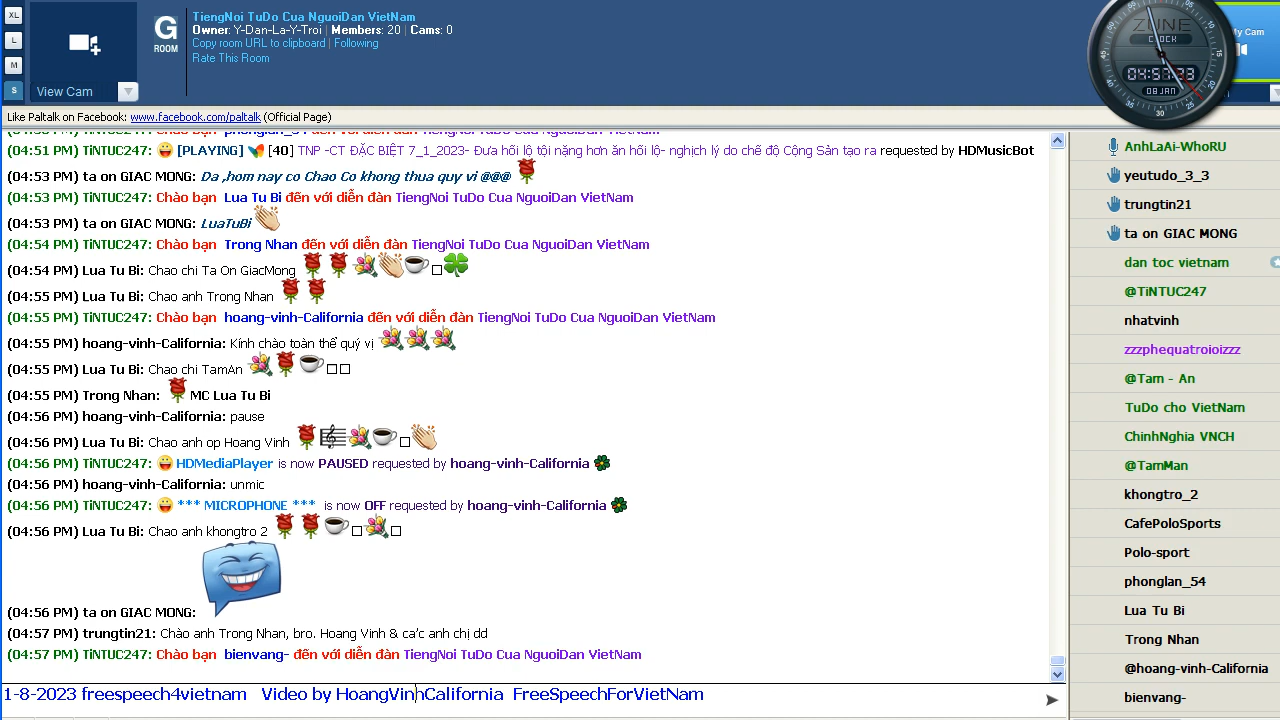 XL
L
M
S
View Cam
G
ROOM
TiengNoi TuDo Cua NguoiDan VietNam
Owner: Y-Dan-La-Y-Troi | Members: 20 | Cams: 0
Copy room URL to clipboard | Following
Rate This Room
ZUNE
CLOCK
04:57:33
08 JAN
My Cam
Like Paltalk on Facebook: www.facebook.com/paltalk (Official Page)
(04:51 PM) TiNTUC247: [PLAYING] [40] TNP -CT ĐẶC BIỆT 7_1_2023- Đưa hối lộ tội nặng hơn ăn hối lộ- nghịch lý do chế độ Cộng Sản tạo ra requested by HDMusicBot
(04:53 PM) ta on GIAC MONG: Da ,hom nay co Chao Co khong thua quy vi @@@
(04:53 PM) TiNTUC247: Chào bạn Lua Tu Bi đến với diễn đàn TiengNoi TuDo Cua NguoiDan VietNam
(04:53 PM) ta on GIAC MONG: LuaTuBi
(04:54 PM) TiNTUC247: Chào bạn Trong Nhan đến với diễn đàn TiengNoi TuDo Cua NguoiDan VietNam
(04:54 PM) Lua Tu Bi: Chao chi Ta On GiacMong
(04:55 PM) Lua Tu Bi: Chao anh Trong Nhan
(04:55 PM) TiNTUC247: Chào bạn hoang-vinh-California đến với diễn đàn TiengNoi TuDo Cua NguoiDan VietNam
(04:55 PM) hoang-vinh-California: Kính chào toàn thể quý vị
(04:55 PM) Lua Tu Bi: Chao chi TamAn
(04:55 PM) Trong Nhan: MC Lua Tu Bi
(04:56 PM) hoang-vinh-California: pause
(04:56 PM) Lua Tu Bi: Chao anh op Hoang Vinh
(04:56 PM) TiNTUC247: HDMediaPlayer is now PAUSED requested by hoang-vinh-California
(04:56 PM) hoang-vinh-California: unmic
(04:56 PM) TiNTUC247: *** MICROPHONE *** is now OFF requested by hoang-vinh-California
(04:56 PM) Lua Tu Bi: Chao anh khongtro 2
(04:56 PM) ta on GIAC MONG:
(04:57 PM) trungtin21: Chào anh Trong Nhan, bro. Hoang Vinh & ca'c anh chị dd
(04:57 PM) TiNTUC247: Chào bạn bienvang- đến với diễn đàn TiengNoi TuDo Cua NguoiDan VietNam
1-8-2023 freespeech4vietnam Video by HoangVinhCalifornia FreeSpeechForVietNam
AnhLaAi-WhoRU
yeutudo_3_3
trungtin21
ta on GIAC MONG
dan toc vietnam
@TiNTUC247
nhatvinh
zzzphequatroioizzz
@Tam - An
TuDo cho VietNam
ChinhNghia VNCH
@TamMan
khongtro_2
CafePoloSports
Polo-sport
phonglan_54
Lua Tu Bi
Trong Nhan
@hoang-vinh-California
bienvang-